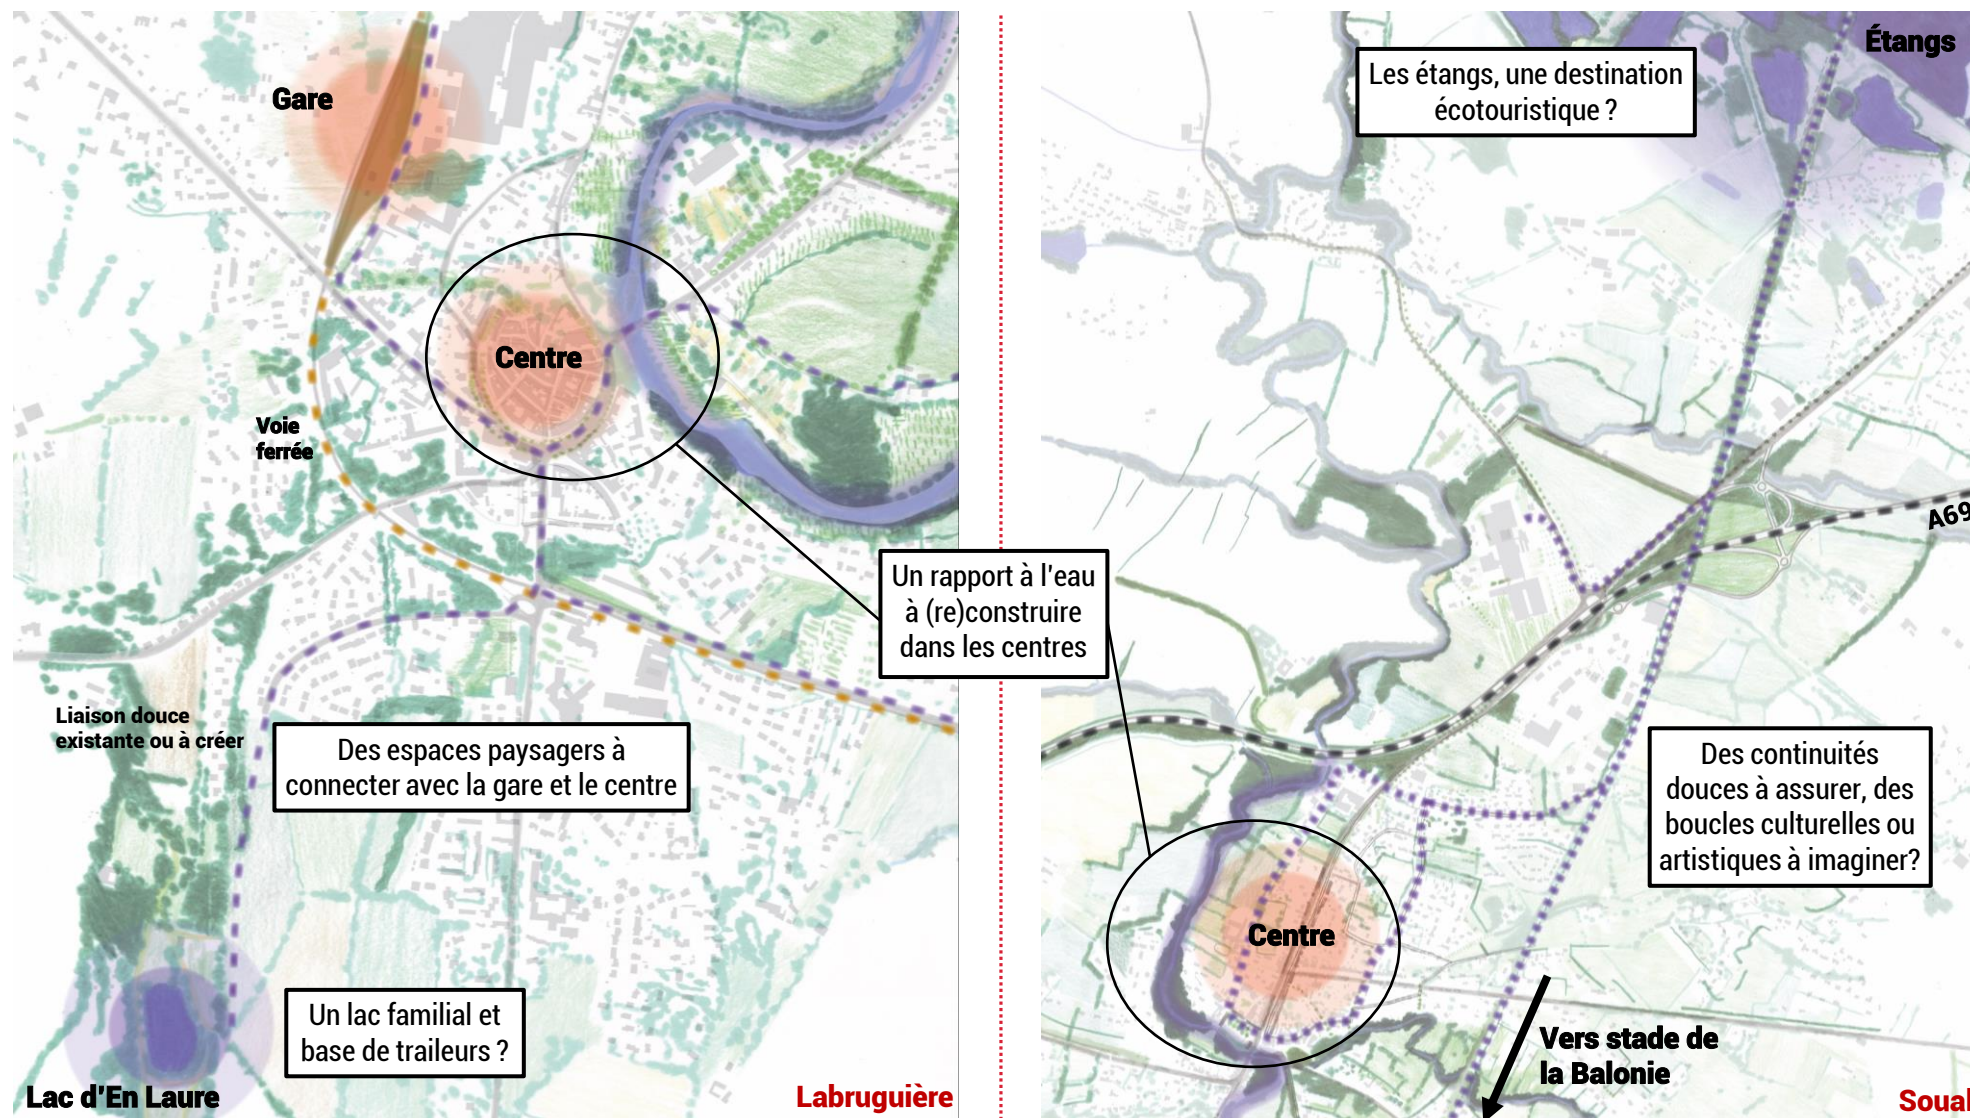 Gare
Centre
Voie
ferrée
Liaison douce
existante ou à créer
Des espaces paysagers à
connecter avec la gare et le centre
Un lac familial et
base de traileurs ?
Lac d'En Laure
Labruguière
Un rapport à l'eau
à (re)construire
dans les centres
Étangs
Les étangs, une destination
écotouristique ?
A69
Des continuités
douces à assurer, des
boucles culturelles ou
artistiques à imaginer?
Centre
Vers stade de
la Balonie
Soual